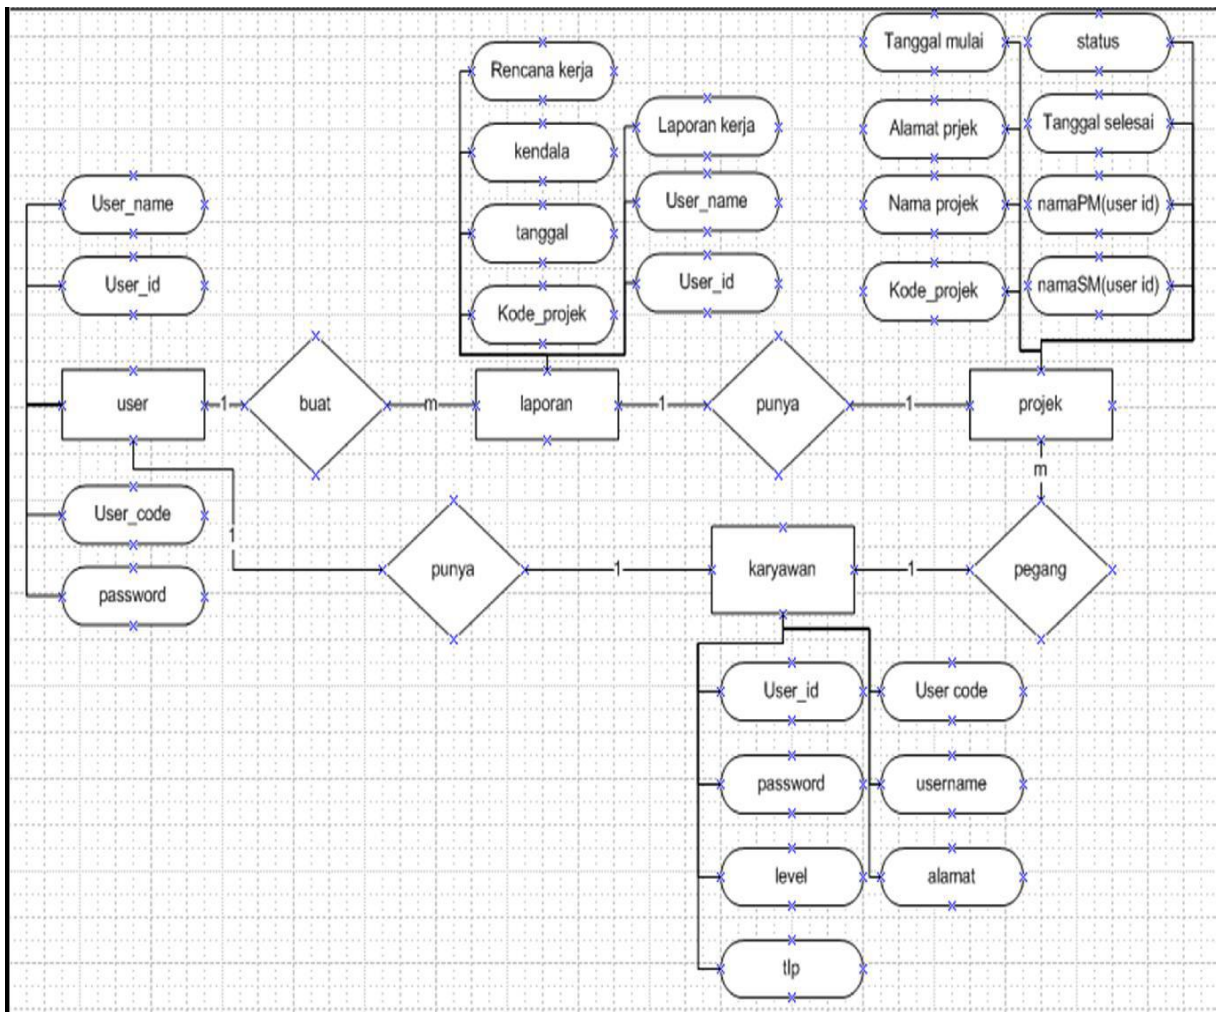 Tanggal mulai
status
Rencana kerja
Laporan kerja
Alamat prjek
Tanggal selesai
kendala
User_name
User_name
Nama projek
namaPM(user id)
tanggal
User_id
User_id
Kode_projek
namaSM(user id)
Kode_projek
user
1
buat
m
laporan
1
punya
1
projek
m
User_code
1
punya
1
karyawan
1
pegang
password
User_id
User code
password
username
level
alamat
tlp